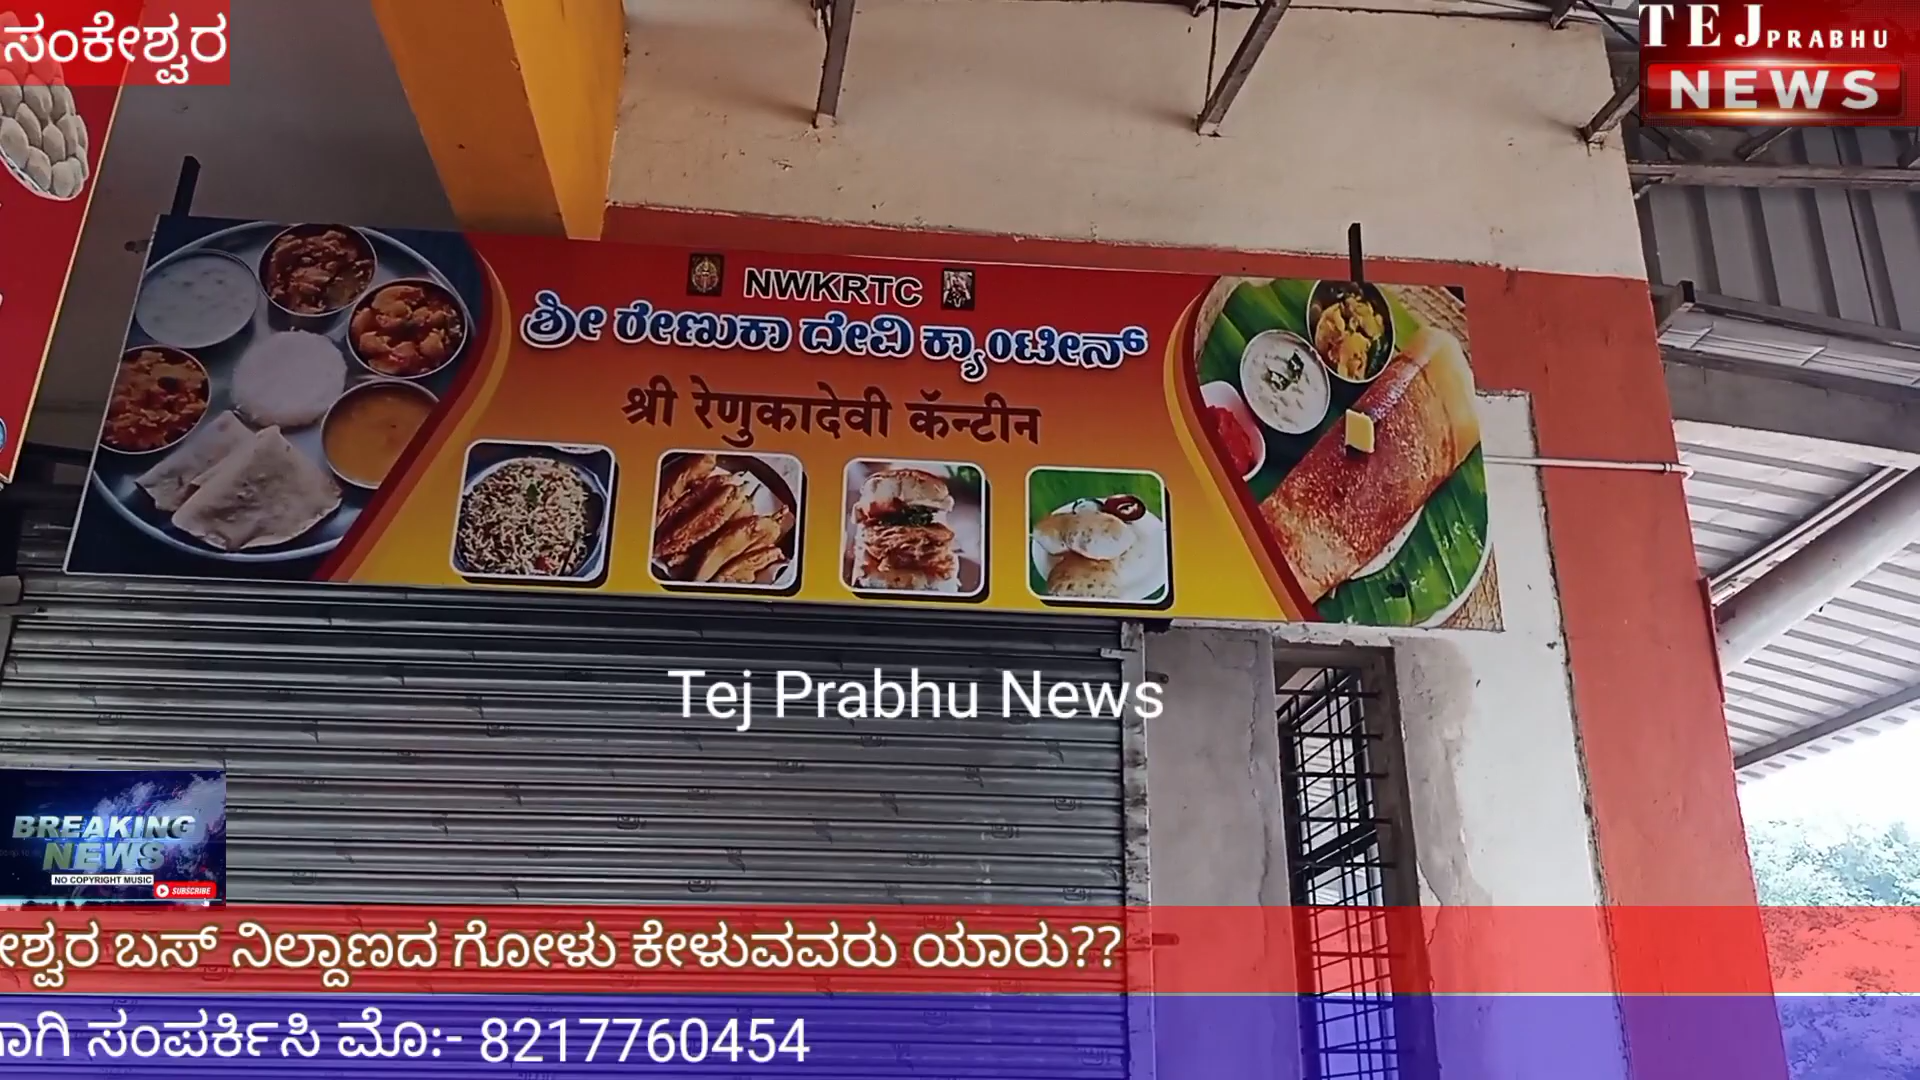 ಸಂಕೇಶ್ವರ
TEJ PRABHU
NEWS
NWKRTC
ಶ್ರೀ ರೇಣುಕಾ ದೇವಿ ಕ್ಯಾಂಟೀನ್
श्री रेणुकादेवी कॅन्टीन
Tej Prabhu News
BREAKING
NEWS
NO COPYRIGHT MUSIC
SUBSCRIBE
ೇಶ್ವರ ಬಸ್ ನಿಲ್ದಾಣದ ಗೋಳು ಕೇಳುವವರು ಯಾರು??
ಾಗಿ ಸಂಪರ್ಕಿಸಿ ಮೊ:- 8217760454